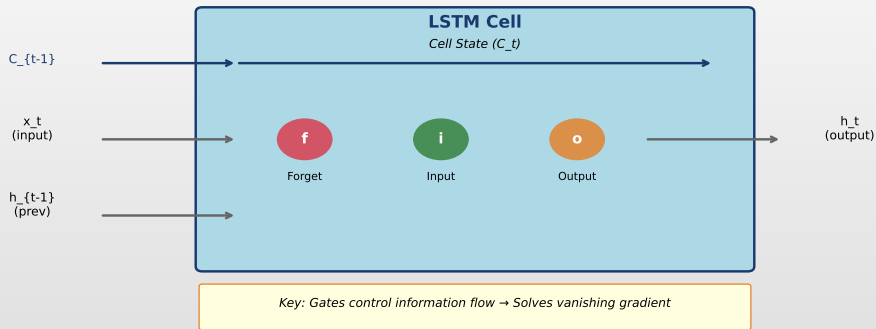 LSTM Cell
Cell State (C_t)
C_{t-1}
x_t
(input)
f
i
o
h_t
(output)
Forget
Input
Output
h_{t-1}
(prev)
Key: Gates control information flow → Solves vanishing gradient